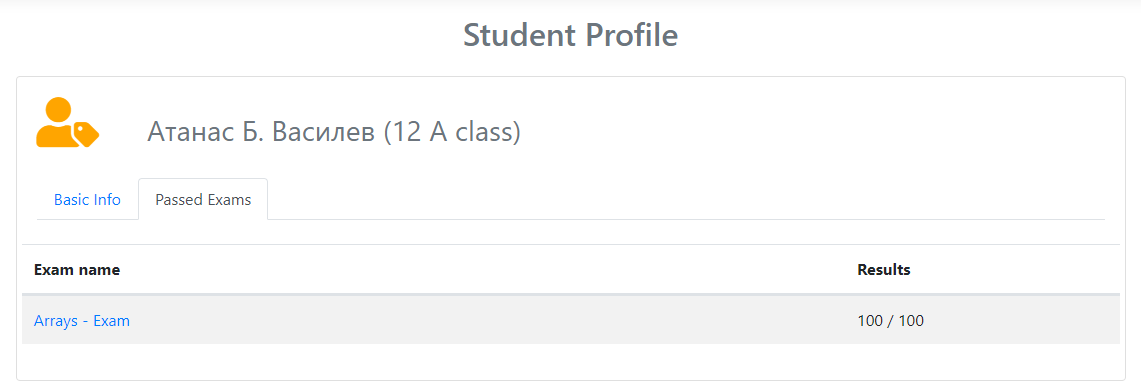 Student Profile
Атанас Б. Василев (12 А class)
Basic Info
Passed Exams
Exam name Results
Arrays - Exam 100 / 100